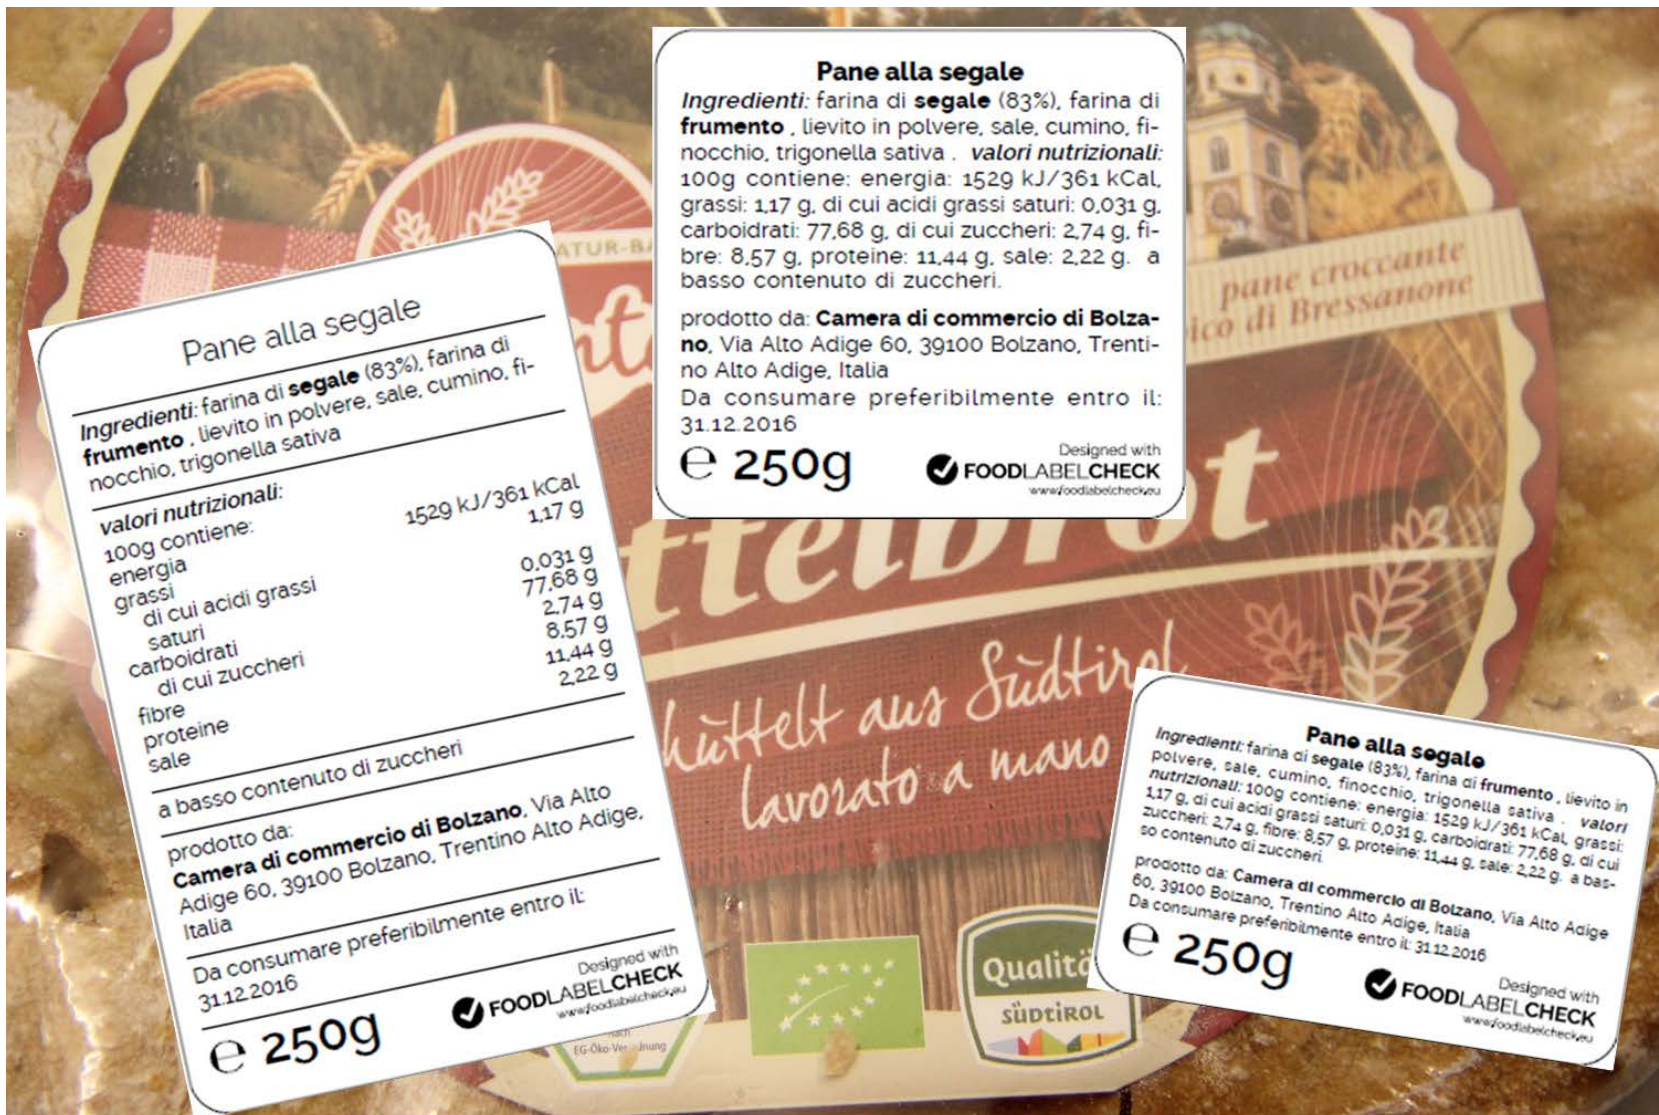 Pane alla segale
Ingredienti: farina di segale (83%), farina di
frumento , lievito in polvere, sale, cumino, fi-
nocchio, trigonella sativa . valori nutrizionali:
100g contiene: energia: 1529 kJ/361 kCal,
grassi: 1,17 g, di cui acidi grassi saturi: 0,031 g,
carboidrati: 77,68 g, di cui zuccheri: 2,74 g, fi-
bre: 8,57 g, proteine: 11,44 g, sale: 2,22 g. a
basso contenuto di zuccheri.
prodotto da: Camera di commercio di Bolza-
no, Via Alto Adige 60, 39100 Bolzano, Trenti-
no Alto Adige, Italia
Da consumare preferibilmente entro il:
31.12.2016
℮ 250g
Designed with
FOODLABELCHECK
www.foodlabelcheck.eu
pane croccante
di Bressanone
Pane alla segale
Ingredienti: farina di segale (83%), farina di
frumento , lievito in polvere, sale, cumino, fi-
nocchio, trigonella sativa
valori nutrizionali:
100g contiene:
energia 1529 kJ/361 kCal
grassi 1,17 g
di cui acidi grassi
saturi 0,031 g
carboidrati 77,68 g
di cui zuccheri 2,74 g
fibre 8,57 g
proteine 11,44 g
sale 2,22 g
a basso contenuto di zuccheri
prodotto da:
Camera di commercio di Bolzano, Via Alto
Adige 60, 39100 Bolzano, Trentino Alto Adige,
Italia
Da consumare preferibilmente entro il:
31.12.2016
℮ 250g
Designed with
FOODLABELCHECK
www.foodlabelcheck.eu
ttelbrot
hüttelt aus Südtirol
lavorato a mano
Pane alla segale
Ingredienti: farina di segale (83%), farina di frumento , lievito in
polvere, sale, cumino, finocchio, trigonella sativa . valori
nutrizionali: 100g contiene: energia: 1529 kJ/361 kCal, grassi:
1,17 g, di cui acidi grassi saturi: 0,031 g, carboidrati: 77,68 g, di cui
zuccheri: 2,74 g, fibre: 8,57 g, proteine: 11,44 g, sale: 2,22 g. a bas-
so contenuto di zuccheri.
prodotto da: Camera di commercio di Bolzano, Via Alto Adige
60, 39100 Bolzano, Trentino Alto Adige, Italia
Da consumare preferibilmente entro il: 31.12.2016
℮ 250g
Designed with
FOODLABELCHECK
www.foodlabelcheck.eu
Qualitä
SÜDTIROL
nach